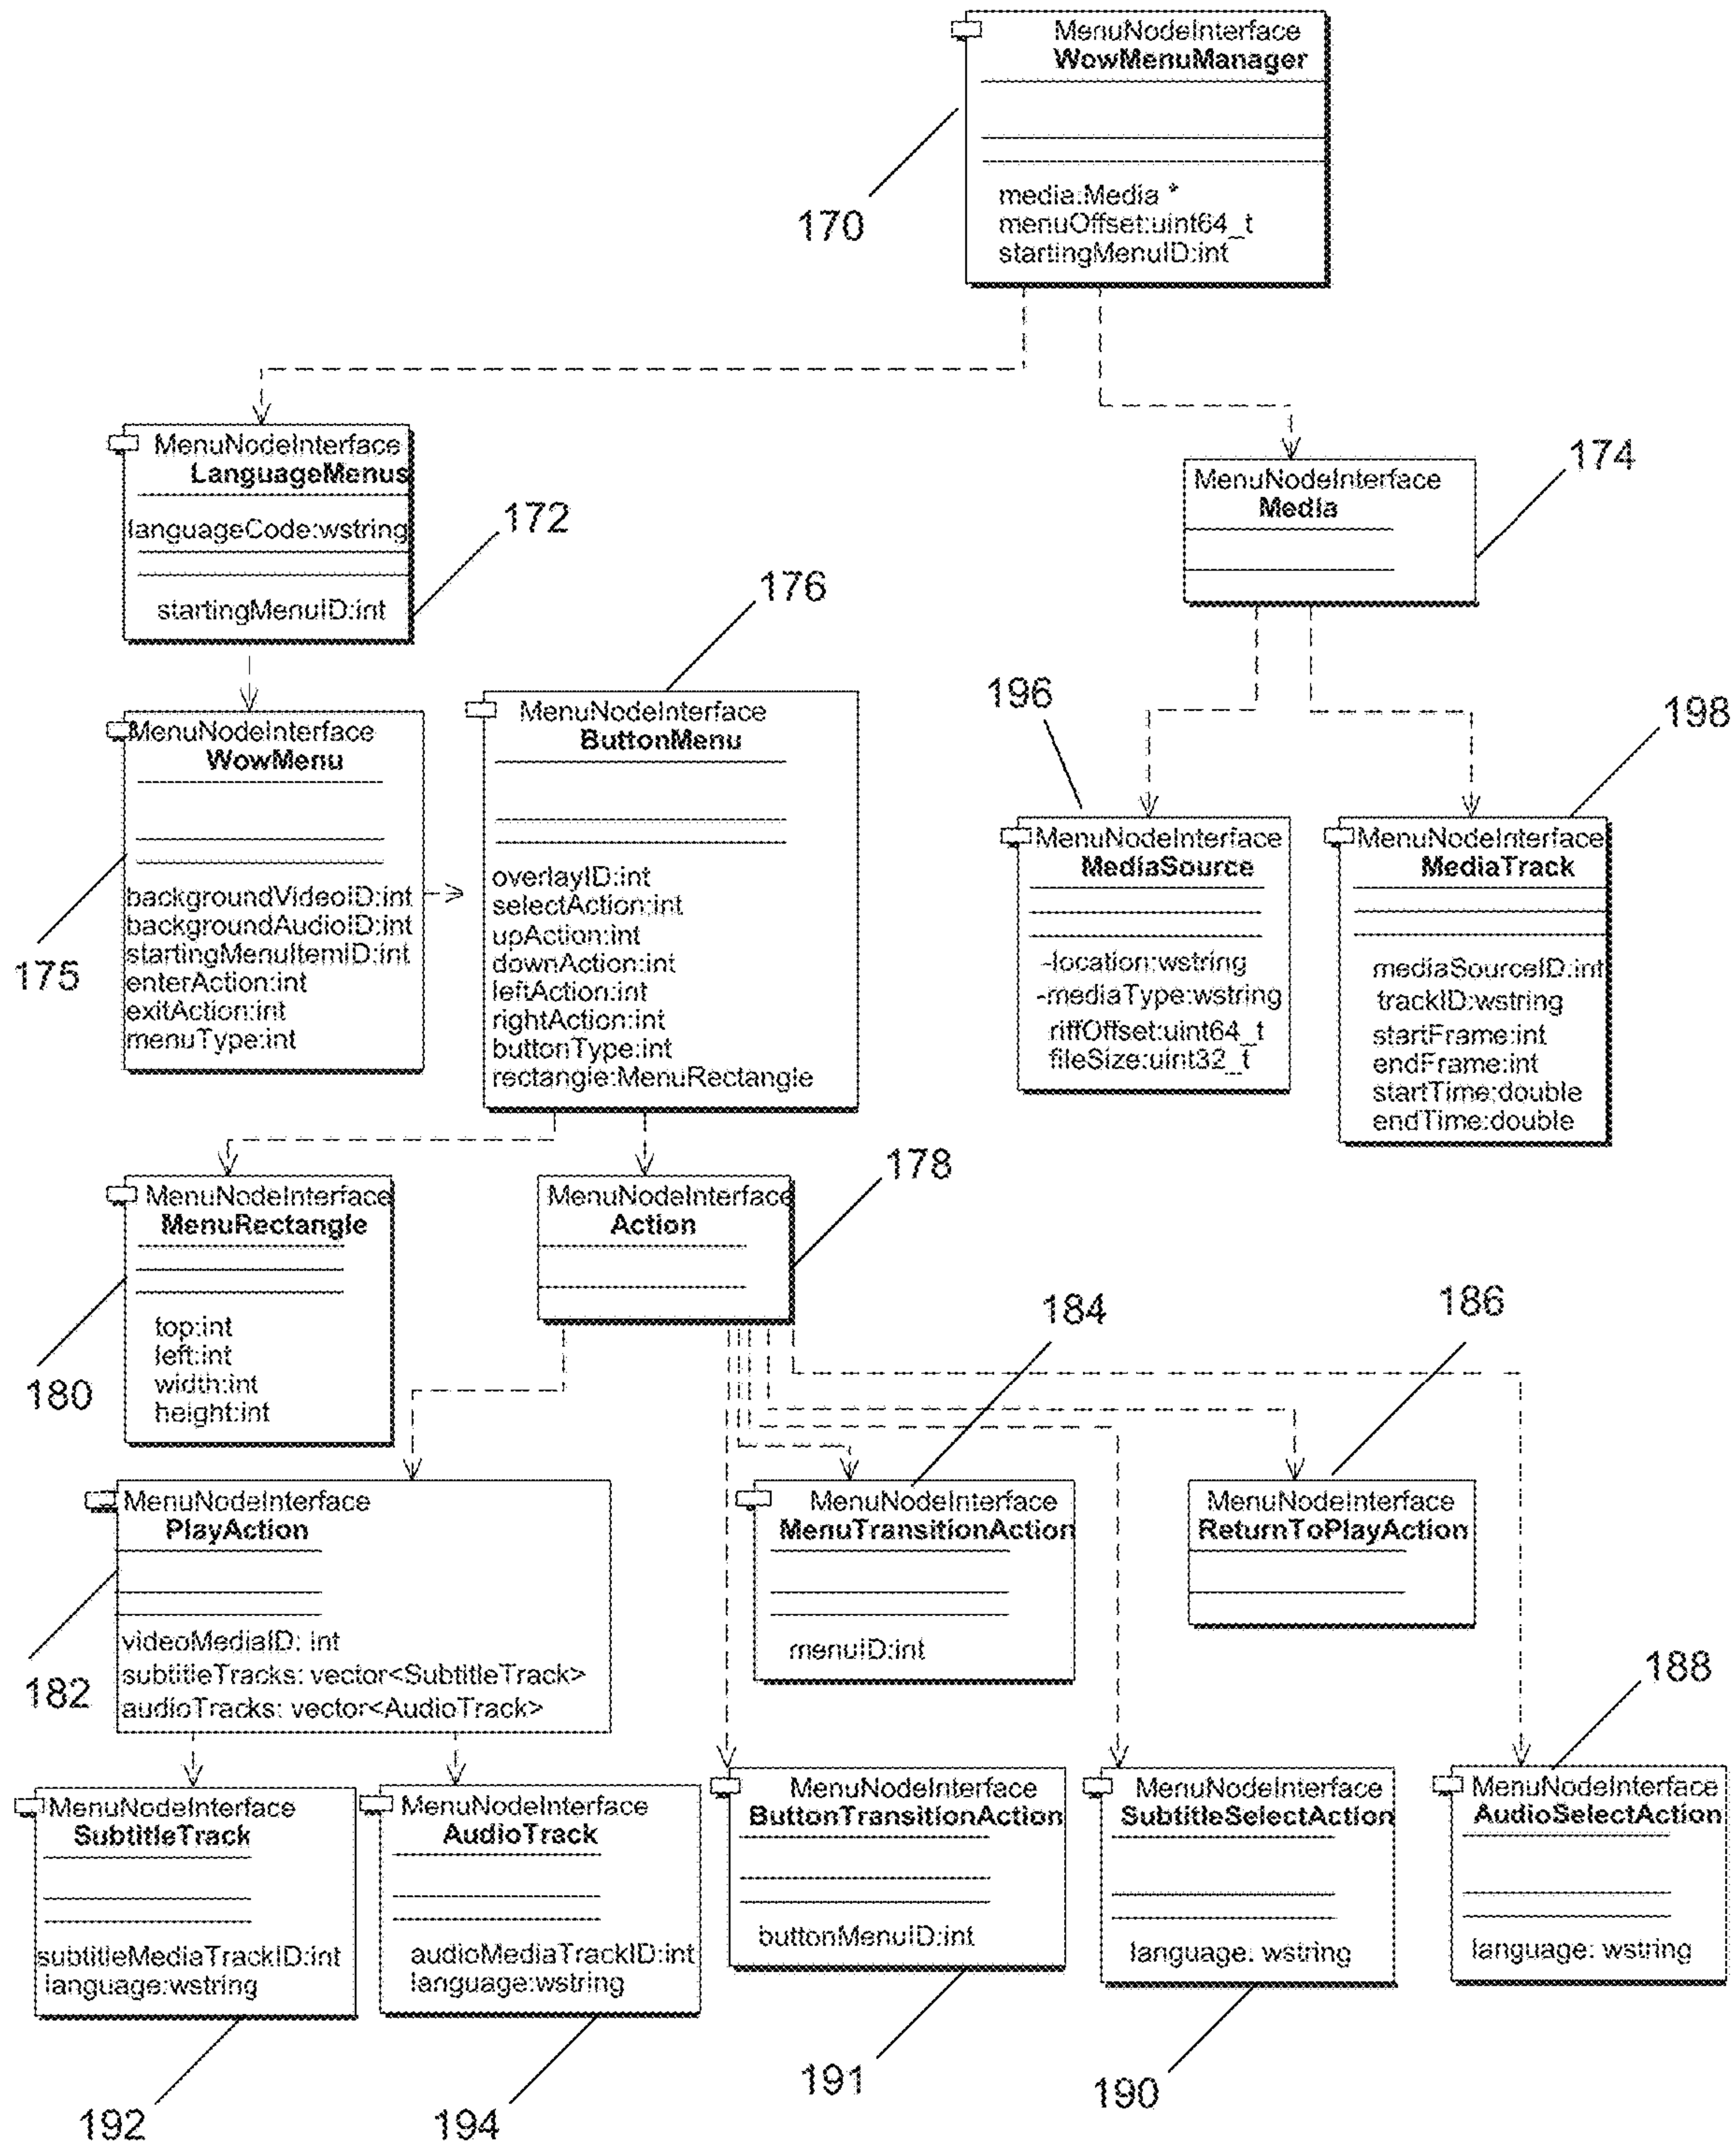 MenuNodeInterface
WowMenuManager
media:Media *
menuOffset:uint64_t
startingMenuID:int
170
MenuNodeInterface
LanguageMenus
languageCode:wstring
startingMenuID:int
172
MenuNodeInterface
Media
174
176
MenuNodeInterface
WowMenu
backgroundVideoID:int
backgroundAudioID:int
startingMenuItemID:int
enterAction:int
exitAction:int
menuType:int
175
MenuNodeInterface
ButtonMenu
overlayID:int
selectAction:int
upAction:int
downAction:int
leftAction:int
rightAction:int
buttonType:int
rectangle:MenuRectangle
196
MenuNodeInterface
MediaSource
-location:wstring
-mediaType:wstring
riffOffset:uint64_t
fileSize:uint32_t
198
MenuNodeInterface
MediaTrack
mediaSourceID:int
trackID:wstring
startFrame:int
endFrame:int
startTime:double
endTime:double
MenuNodeInterface
MenuRectangle
top:int
left:int
width:int
height:int
180
MenuNodeInterface
Action
178
184
186
MenuNodeInterface
PlayAction
videoMediaID: int
subtitleTracks: vector<SubtitleTrack>
audioTracks: vector<AudioTrack>
182
MenuNodeInterface
MenuTransitionAction
menuID:int
MenuNodeInterface
ReturnToPlayAction
188
MenuNodeInterface
SubtitleTrack
subtitleMediaTrackID:int
language:wstring
192
MenuNodeInterface
AudioTrack
audioMediaTrackID:int
language:wstring
194
MenuNodeInterface
ButtonTransitionAction
buttonMenuID:int
191
MenuNodeInterface
SubtitleSelectAction
language: wstring
190
MenuNodeInterface
AudioSelectAction
language: wstring